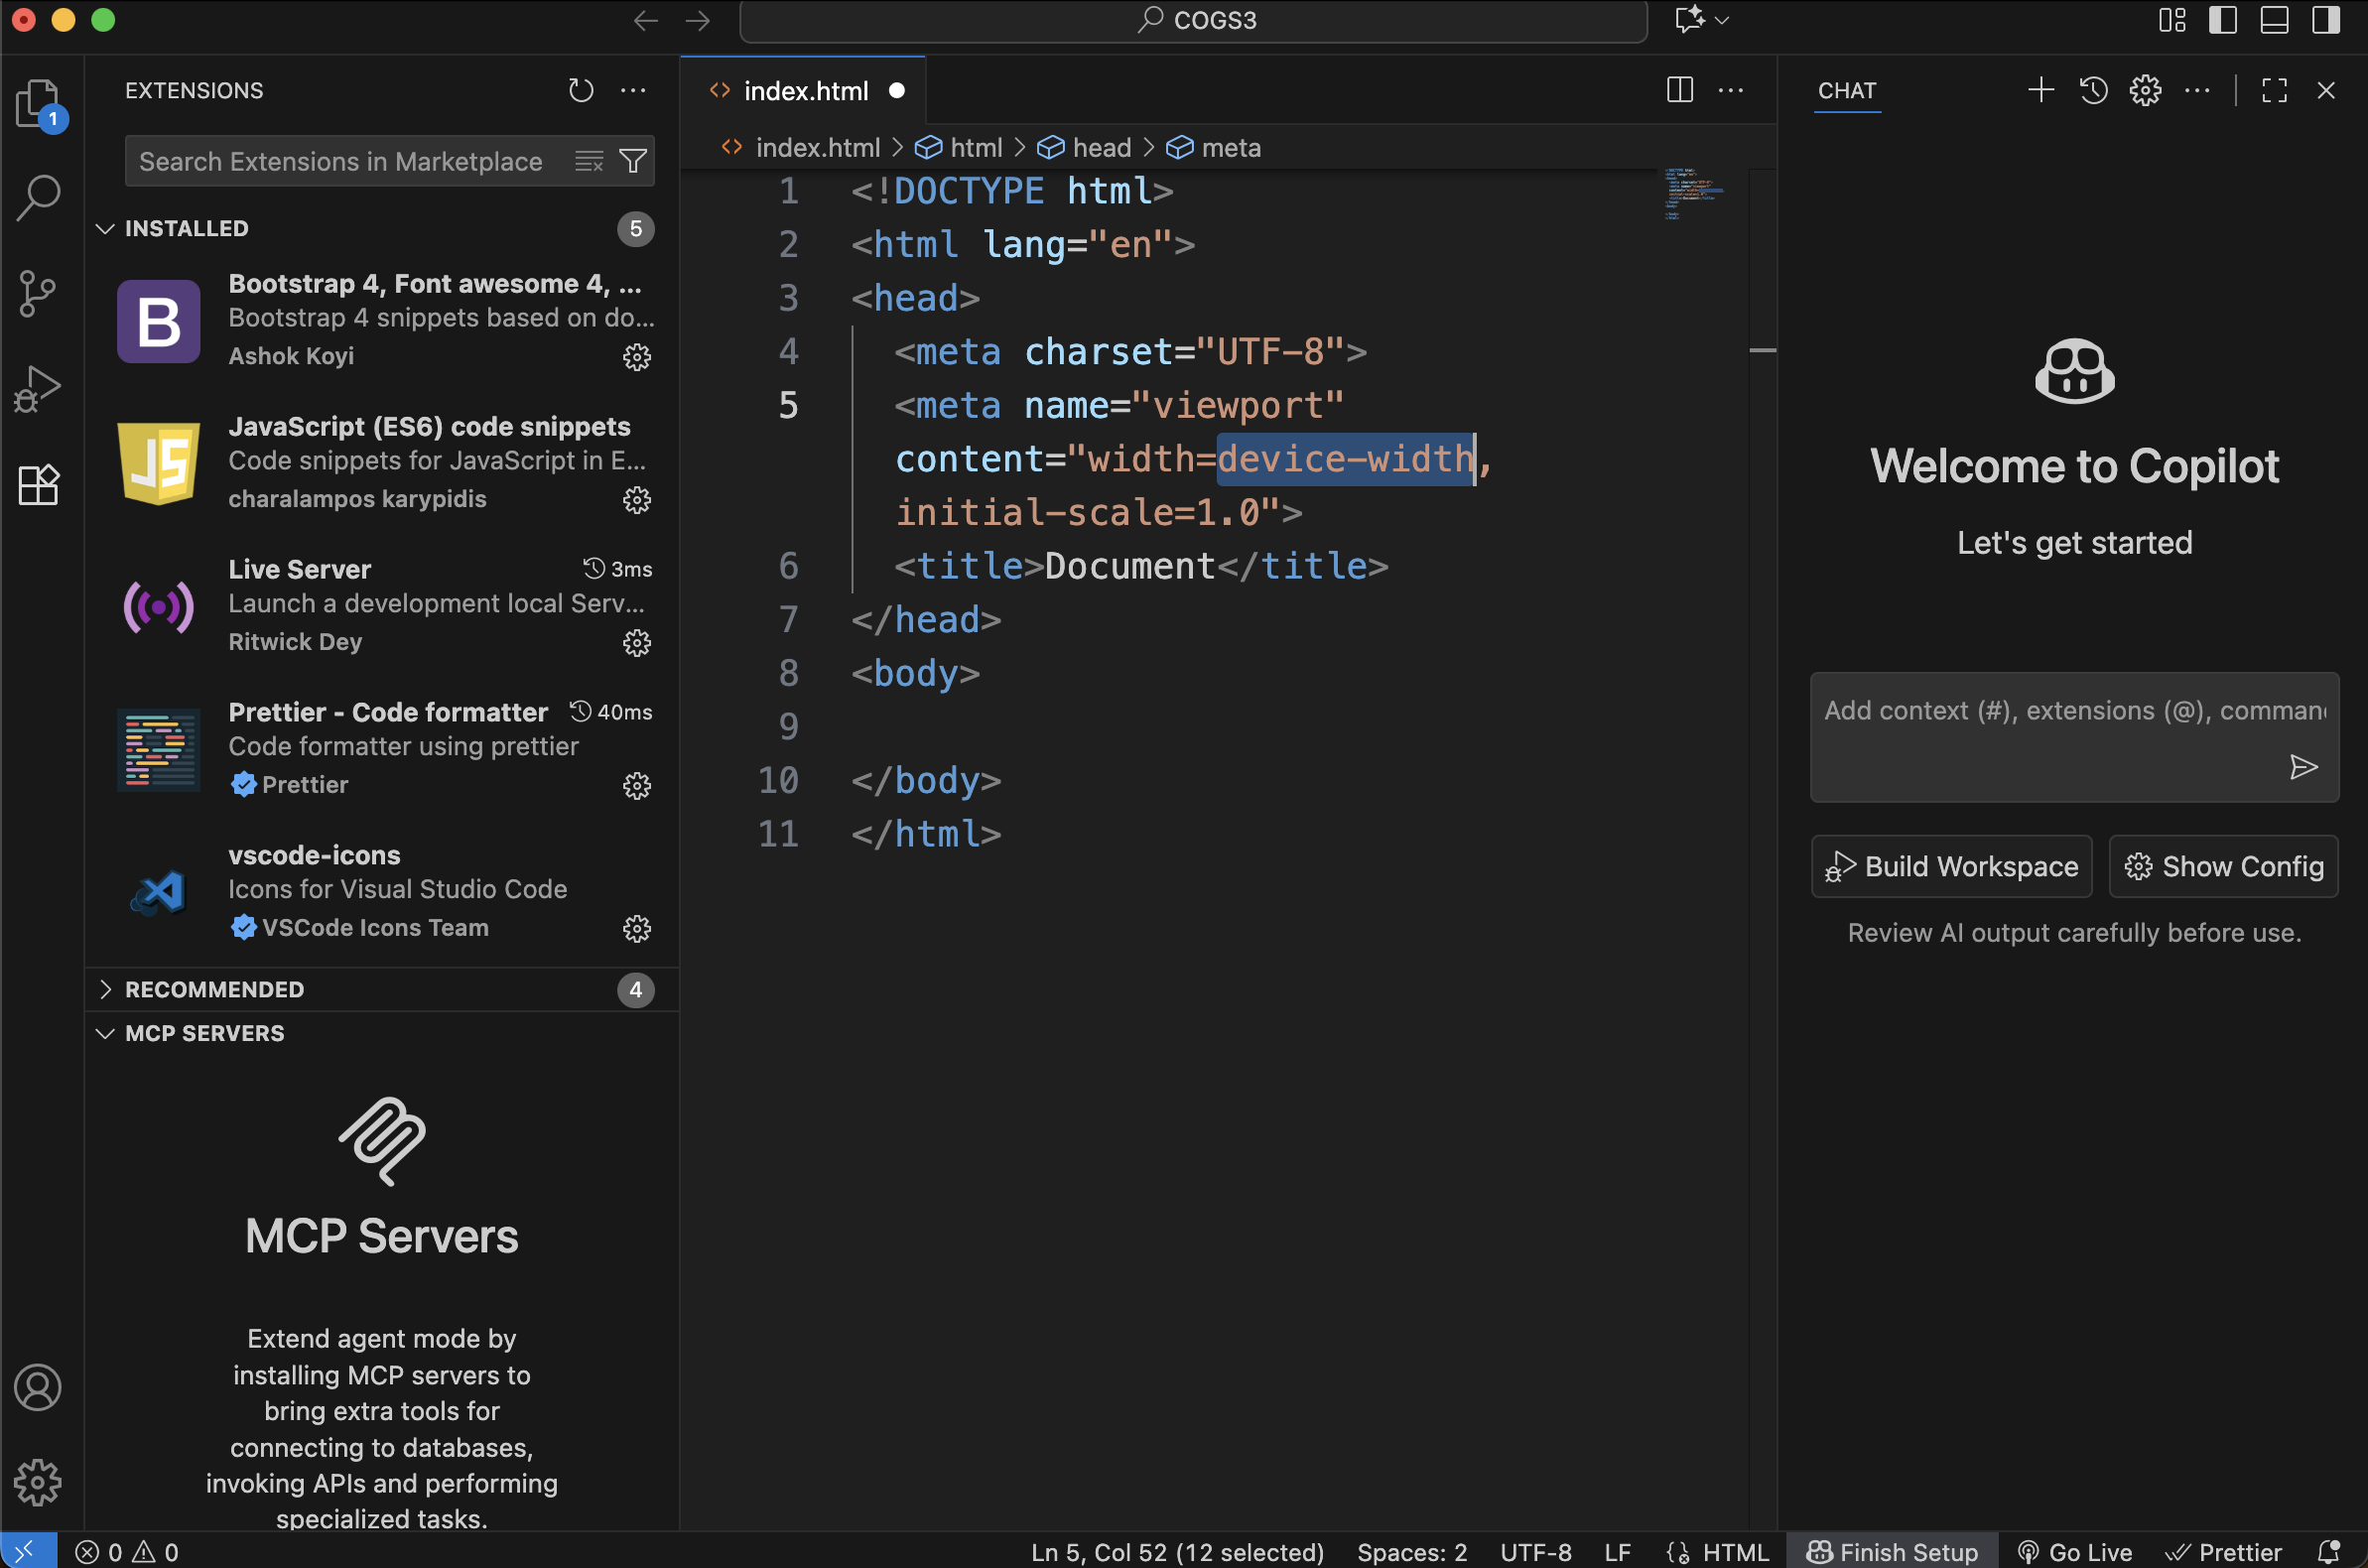 COGS3
EXTENSIONS
Search Extensions in Marketplace
1
INSTALLED
5
Bootstrap 4, Font awesome 4, ...
Bootstrap 4 snippets based on do...
Ashok Koyi
JavaScript (ES6) code snippets
Code snippets for JavaScript in E...
charalampos karypidis
Live Server
3ms
Launch a development local Serv...
Ritwick Dey
Prettier - Code formatter
40ms
Code formatter using prettier
Prettier
vscode-icons
Icons for Visual Studio Code
VSCode Icons Team
RECOMMENDED
4
MCP SERVERS
MCP Servers
Extend agent mode by
installing MCP servers to
bring extra tools for
connecting to databases,
invoking APIs and performing
specialized tasks.
index.html
index.html > html > head > meta
1 <!DOCTYPE html>
2 <html lang="en">
3 <head>
4 <meta charset="UTF-8">
5 <meta name="viewport"
content="width=device-width,
initial-scale=1.0">
6 <title>Document</title>
7 </head>
8 <body>
9
10 </body>
11 </html>
CHAT
Welcome to Copilot
Let's get started
Add context (#), extensions (@), comman
Build Workspace
Show Config
Review AI output carefully before use.
0 0
Ln 5, Col 52 (12 selected)
Spaces: 2
UTF-8
LF
HTML
Finish Setup
Go Live
Prettier